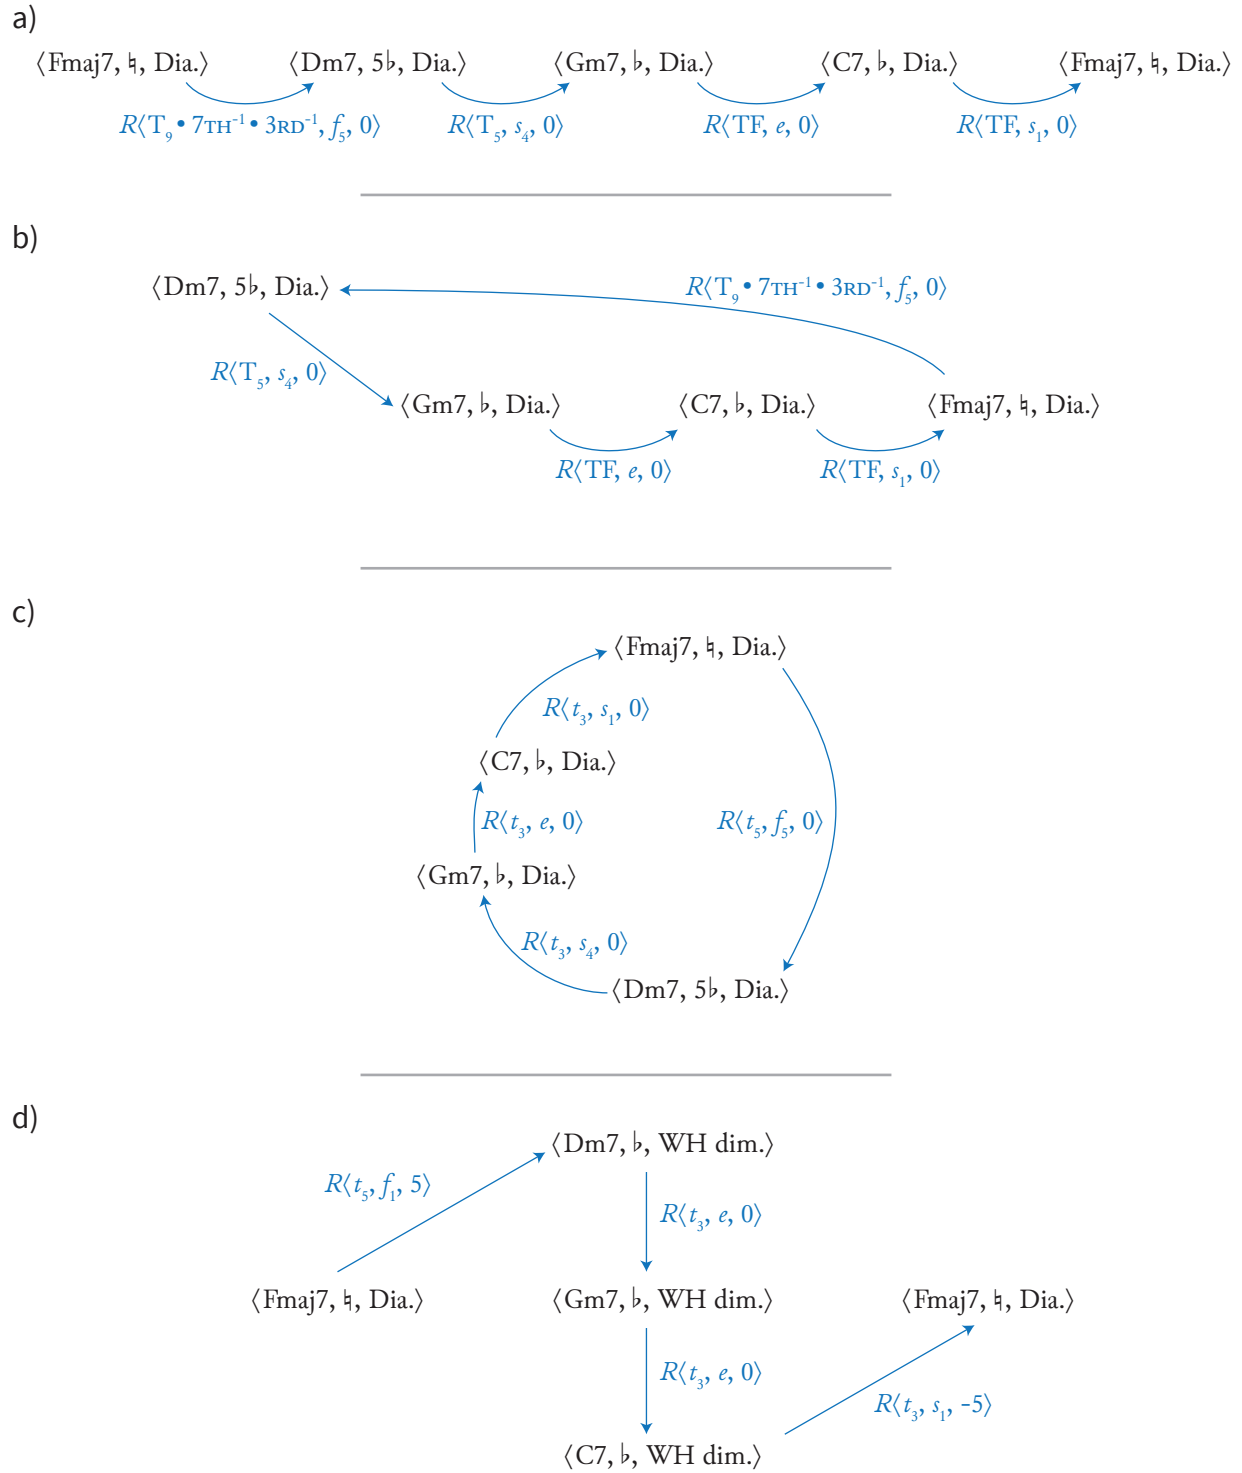 a)
⟨Fmaj7, ♮, Dia.⟩ ⟨Dm7, 5♭, Dia.⟩ ⟨Gm7, ♭, Dia.⟩ ⟨C7, ♭, Dia.⟩ ⟨Fmaj7, ♮, Dia.⟩
R⟨T₉ • 7TH⁻¹ • 3RD⁻¹, f₅, 0⟩ R⟨T₅, s₄, 0⟩ R⟨TF, e, 0⟩ R⟨TF, s₁, 0⟩
b)
⟨Dm7, 5♭, Dia.⟩ R⟨T₉ • 7TH⁻¹ • 3RD⁻¹, f₅, 0⟩
R⟨T₅, s₄, 0⟩
⟨Gm7, ♭, Dia.⟩ ⟨C7, ♭, Dia.⟩ ⟨Fmaj7, ♮, Dia.⟩
R⟨TF, e, 0⟩ R⟨TF, s₁, 0⟩
c)
⟨Fmaj7, ♮, Dia.⟩
R⟨t₃, s₁, 0⟩
⟨C7, ♭, Dia.⟩
R⟨t₃, e, 0⟩ R⟨t₅, f₅, 0⟩
⟨Gm7, ♭, Dia.⟩
R⟨t₃, s₄, 0⟩
⟨Dm7, 5♭, Dia.⟩
d)
⟨Dm7, ♭, WH dim.⟩
R⟨t₅, f₁, 5⟩
R⟨t₃, e, 0⟩
⟨Fmaj7, ♮, Dia.⟩ ⟨Gm7, ♭, WH dim.⟩ ⟨Fmaj7, ♮, Dia.⟩
R⟨t₃, e, 0⟩
R⟨t₃, s₁, -5⟩
⟨C7, ♭, WH dim.⟩